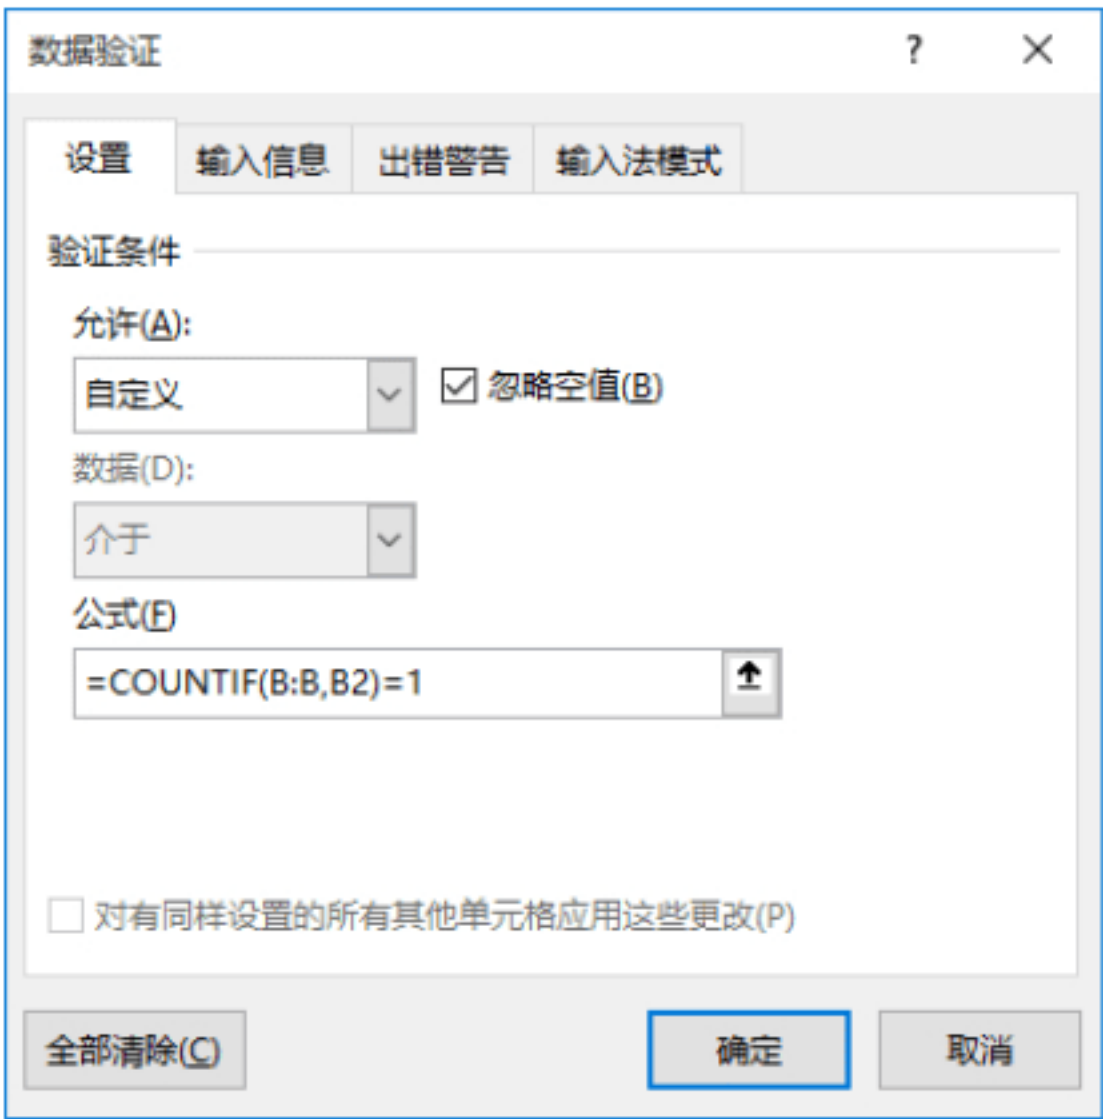 数据验证 ?
设置 输入信息 出错警告 输入法模式
验证条件
允许(A):
自定义 忽略空值(B)
数据(D):
介于
公式(F)
=COUNTIF(B:B,B2)=1
对有同样设置的所有其他单元格应用这些更改(P)
全部清除(C) 确定 取消